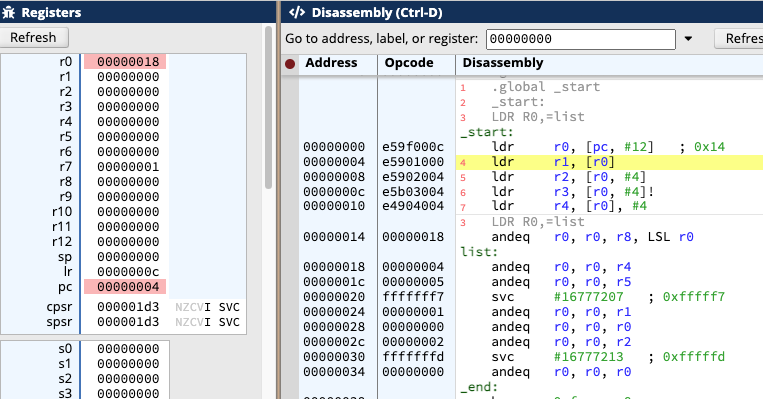 Registers
Refresh
r0 00000018
r1 00000000
r2 00000000
r3 00000000
r4 00000000
r5 00000000
r6 00000000
r7 00000001
r8 00000000
r9 00000000
r10 00000000
r11 00000000
r12 00000000
sp 00000000
lr 0000000c
pc 00000004
cpsr 000001d3 NZCVI SVC
spsr 000001d3 NZCVI SVC
s0 00000000
s1 00000000
s2 00000000
s3 00000000
</> Disassembly (Ctrl-D)
Go to address, label, or register: 00000000 Refres
Address Opcode Disassembly
1 .global _start
2 _start:
3 LDR R0,=list
_start:
00000000 e59f000c ldr r0, [pc, #12] ; 0x14
00000004 e5901000 4 ldr r1, [r0]
00000008 e5902004 5 ldr r2, [r0, #4]
0000000c e5b03004 6 ldr r3, [r0, #4]!
00000010 e4904004 7 ldr r4, [r0], #4
3 LDR R0,=list
00000014 00000018 andeq r0, r0, r8, LSL r0
list:
00000018 00000004 andeq r0, r0, r4
0000001c 00000005 andeq r0, r0, r5
00000020 fffffff7 svc #16777207 ; 0xfffff7
00000024 00000001 andeq r0, r0, r1
00000028 00000000 andeq r0, r0, r0
0000002c 00000002 andeq r0, r0, r2
00000030 fffffffd svc #16777213 ; 0xfffffd
00000034 00000000 andeq r0, r0, r0
_end: